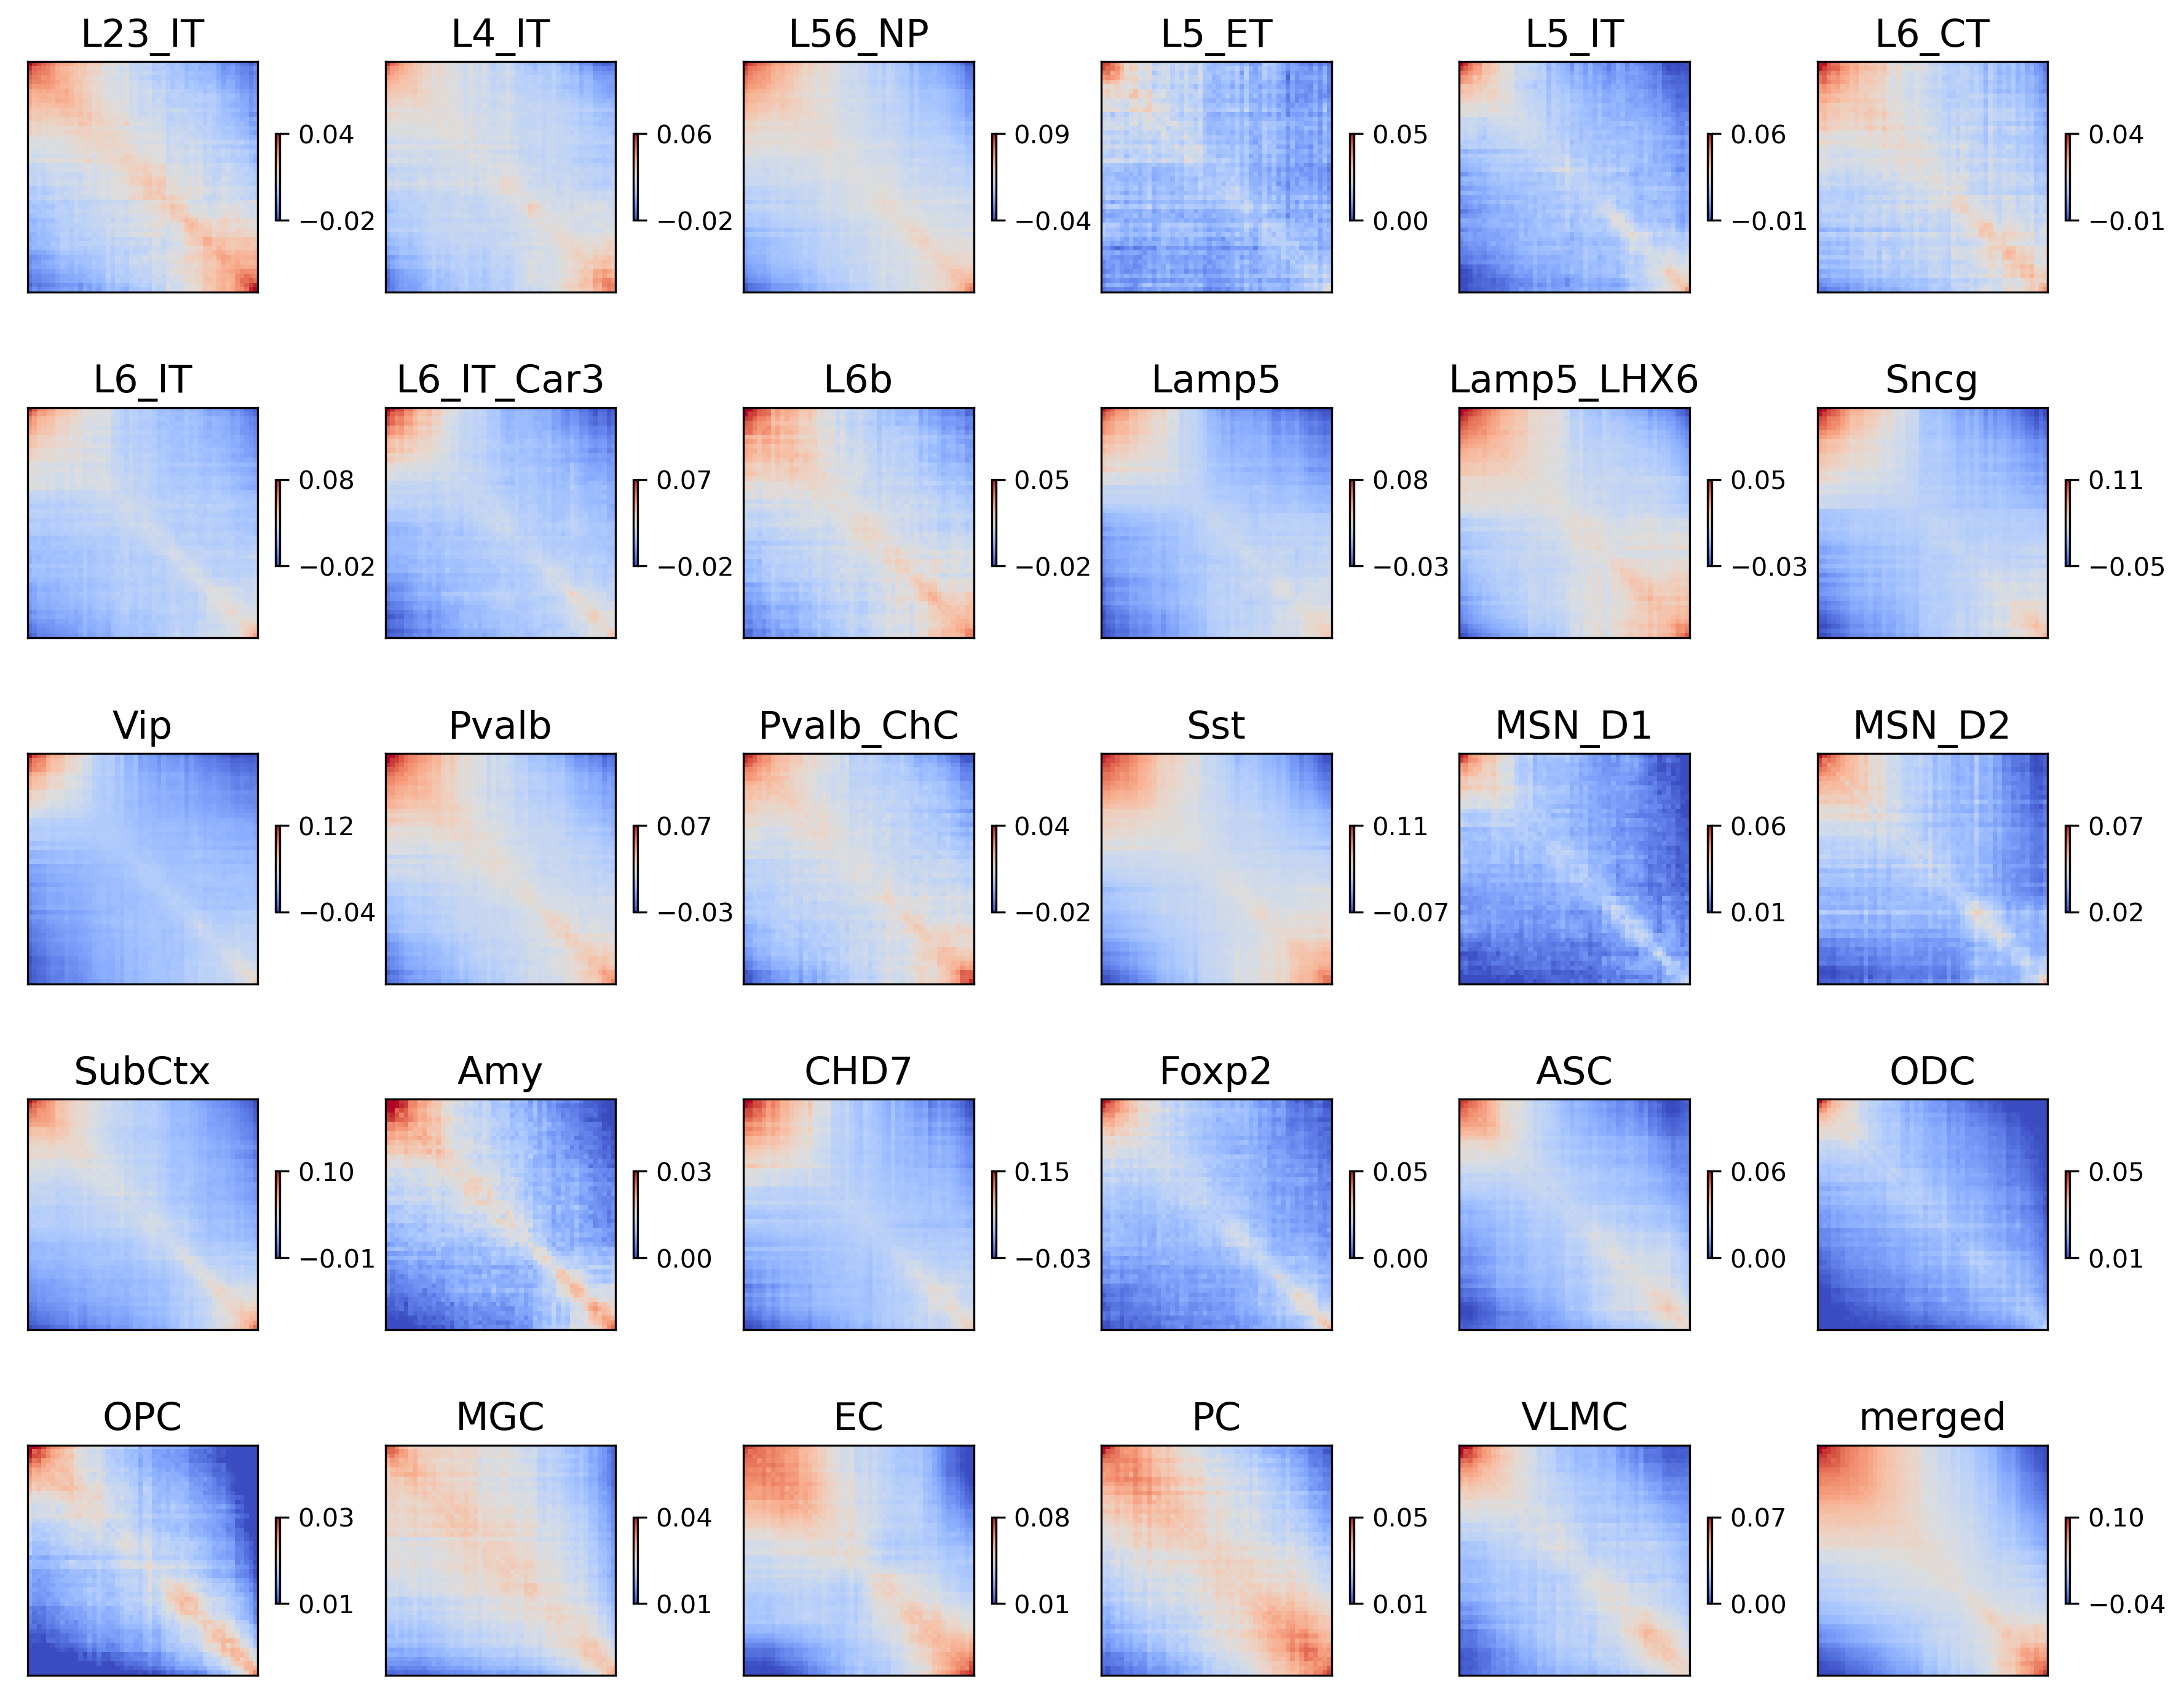 L23_IT L4_IT L56_NP L5_ET L5_IT L6_CT
0.04 0.06 0.09 0.05 0.06 0.04
−0.02 −0.02 −0.04 0.00 −0.01 −0.01
L6_IT L6_IT_Car3 L6b Lamp5 Lamp5_LHX6 Sncg
0.08 0.07 0.05 0.08 0.05 0.11
−0.02 −0.02 −0.02 −0.03 −0.03 −0.05
Vip Pvalb Pvalb_ChC Sst MSN_D1 MSN_D2
0.12 0.07 0.04 0.11 0.06 0.07
−0.04 −0.03 −0.02 −0.07 0.01 0.02
SubCtx Amy CHD7 Foxp2 ASC ODC
0.10 0.03 0.15 0.05 0.06 0.05
−0.01 0.00 −0.03 0.00 0.00 0.01
OPC MGC EC PC VLMC merged
0.03 0.04 0.08 0.05 0.07 0.10
0.01 0.01 0.01 0.01 0.00 −0.04